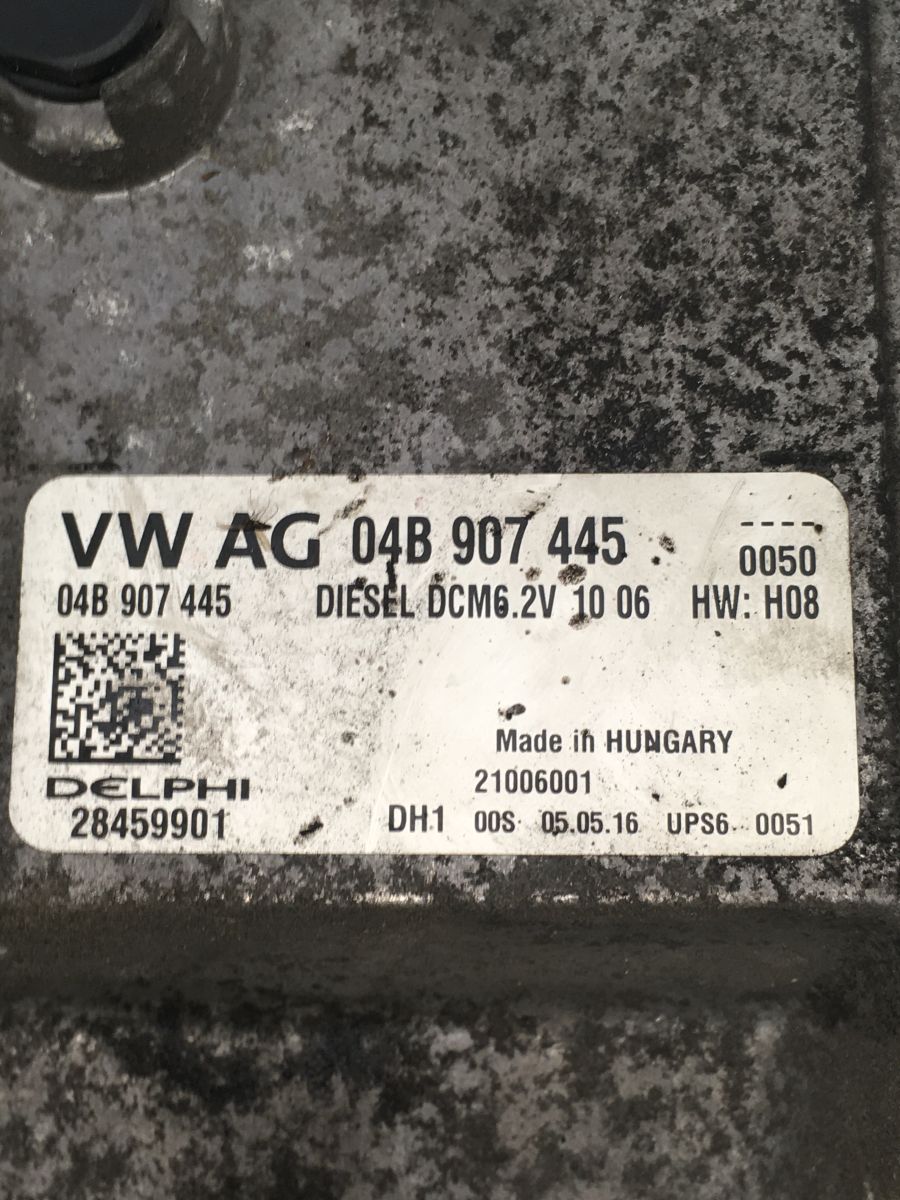 VW AG 04B 907 445 ----
0050
04B 907 445 DIESEL DCM6.2V 10 06 HW: H08
Made in HUNGARY
DELPHI 21006001
28459901 DH1 00S 05.05.16 UPS6 0051